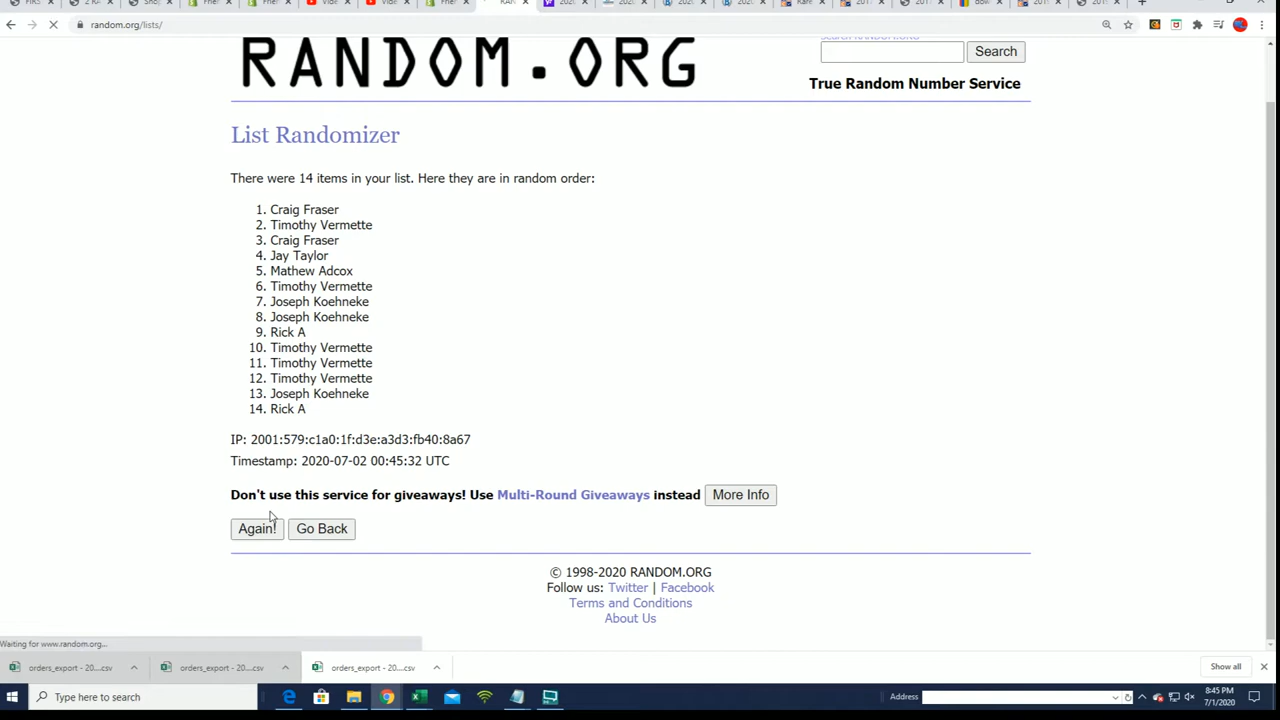 random.org/lists/
RANDOM.ORG
Search
True Random Number Service
List Randomizer
There were 14 items in your list. Here they are in random order:
1. Craig Fraser
2. Timothy Vermette
3. Craig Fraser
4. Jay Taylor
5. Mathew Adcox
6. Timothy Vermette
7. Joseph Koehneke
8. Joseph Koehneke
9. Rick A
10. Timothy Vermette
11. Timothy Vermette
12. Timothy Vermette
13. Joseph Koehneke
14. Rick A
IP: 2001:579:c1a0:1f:d3e:a3d3:fb40:8a67
Timestamp: 2020-07-02 00:45:32 UTC
Don't use this service for giveaways! Use Multi-Round Giveaways instead More Info
Again! Go Back
© 1998-2020 RANDOM.ORG
Follow us: Twitter | Facebook
Terms and Conditions
About Us
Waiting for www.random.org...
orders_export - 20....csv orders_export - 20....csv orders_export - 20....csv Show all
Type here to search Address 8:45 PM
7/1/2020